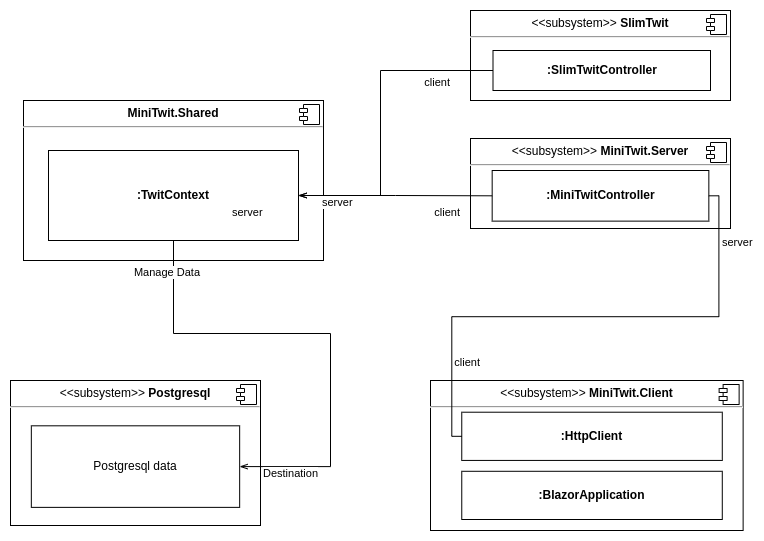 <<subsystem>> SlimTwit
:SlimTwitController
client
MiniTwit.Shared
:TwitContext
server
server
<<subsystem>> MiniTwit.Server
:MiniTwitController
client
server
Manage Data
client
<<subsystem>> Postgresql
Postgresql data
Destination
<<subsystem>> MiniTwit.Client
:HttpClient
:BlazorApplication